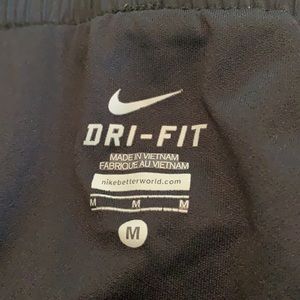 DRI-FIT
MADE IN VIETNAM
FABRIQUÉ AU VIETNAM
nikebetterworld.com
M M M
M